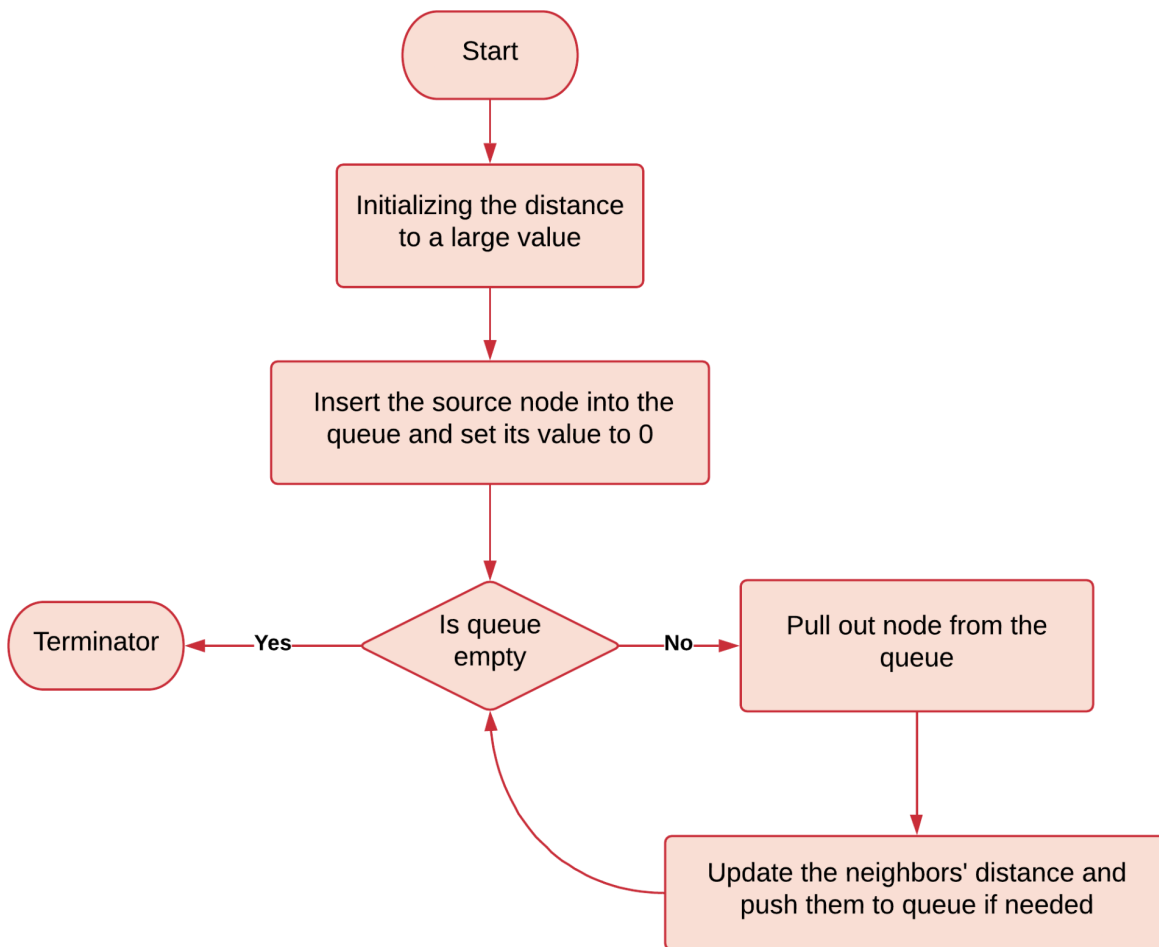 Start
Initializing the distance
to a large value
Insert the source node into the
queue and set its value to 0
Is queue
empty
Yes
Terminator
No
Pull out node from the
queue
Update the neighbors' distance and
push them to queue if needed